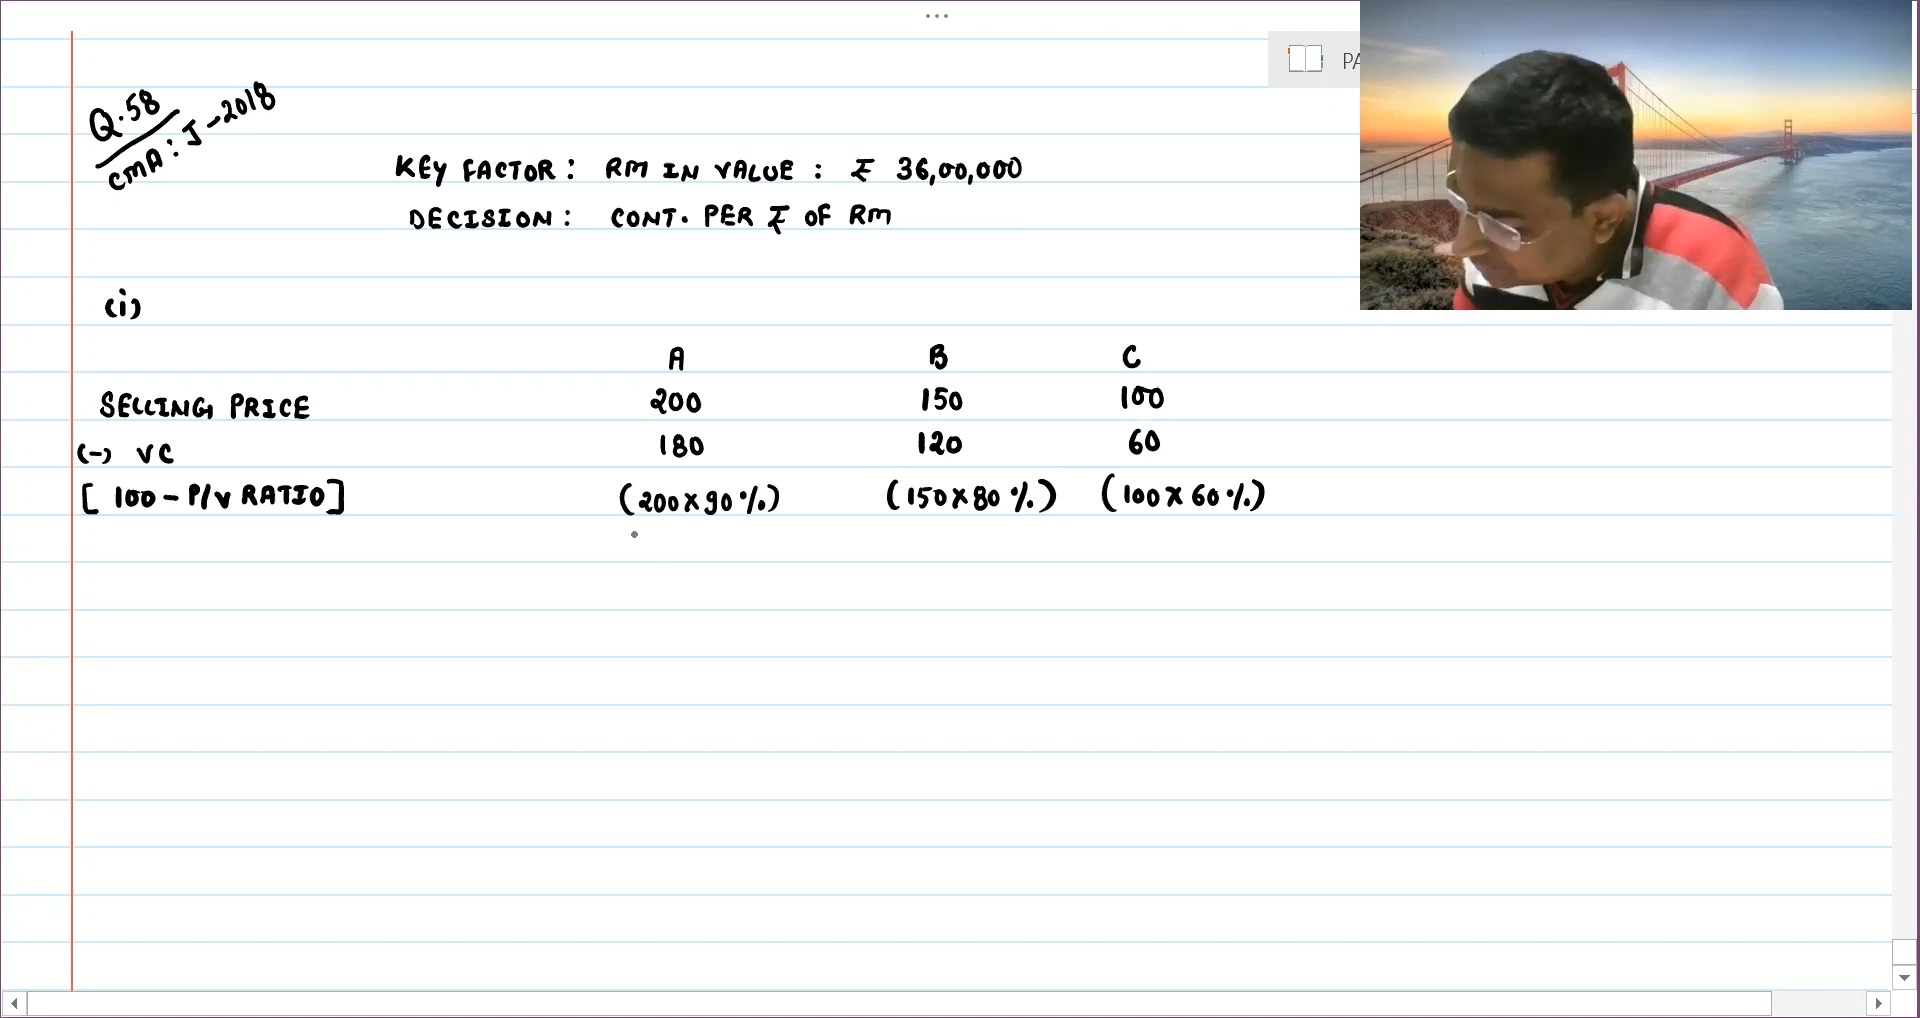 PA
Q.58
CMA: J-2018
KEY FACTOR: RM IN VALUE: ₹ 36,00,000
DECISION: CONT. PER ₹ OF RM
(i)
A B C
SELLING PRICE 200 150 100
(-) VC 180 120 60
[ 100 - P/V RATIO ] (200 X 90%) (150 X 80%) (100 X 60%)